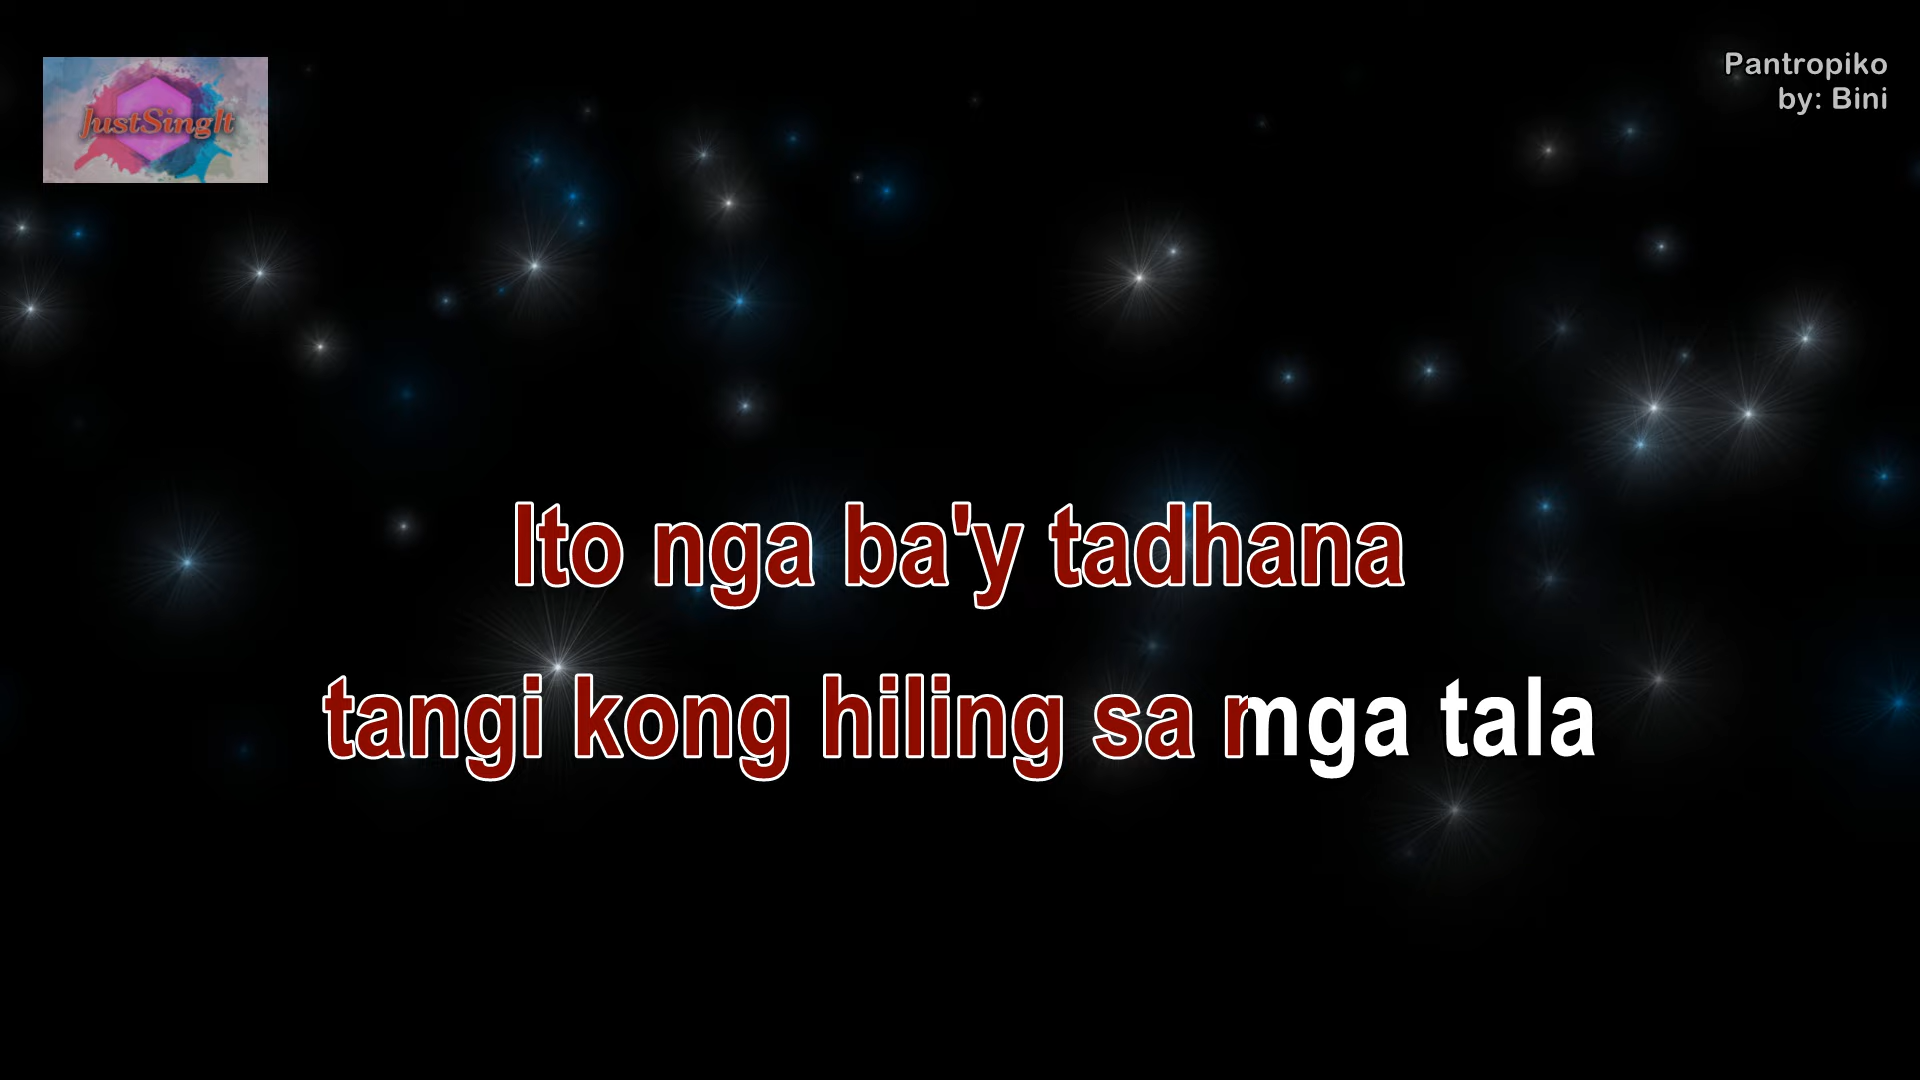 JustSingIt
Pantropiko
by: Bini
Ito nga ba'y tadhana
tangi kong hiling sa mga tala